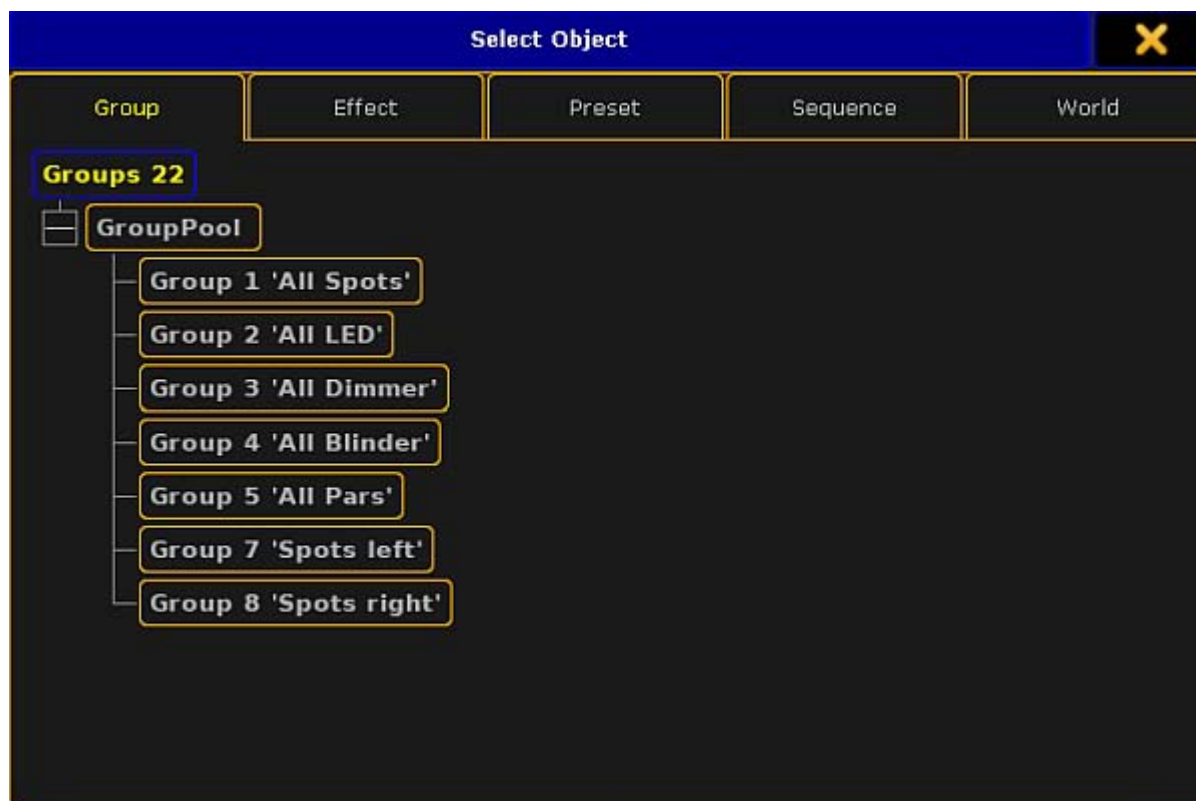 Select Object
Group Effect Preset Sequence World
Groups 22
GroupPool
Group 1 'All Spots'
Group 2 'All LED'
Group 3 'All Dimmer'
Group 4 'All Blinder'
Group 5 'All Pars'
Group 7 'Spots left'
Group 8 'Spots right'